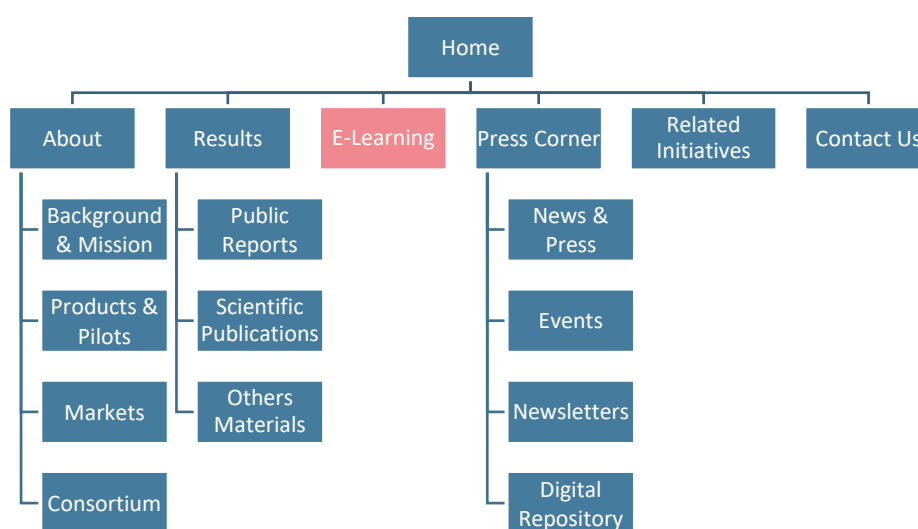 Home
About
Results
E-Learning
Press Corner
Related
Initiatives
Contact Us
Background
& Mission
Products &
Pilots
Markets
Consortium
Public
Reports
Scientific
Publications
Others
Materials
News &
Press
Events
Newsletters
Digital
Repository